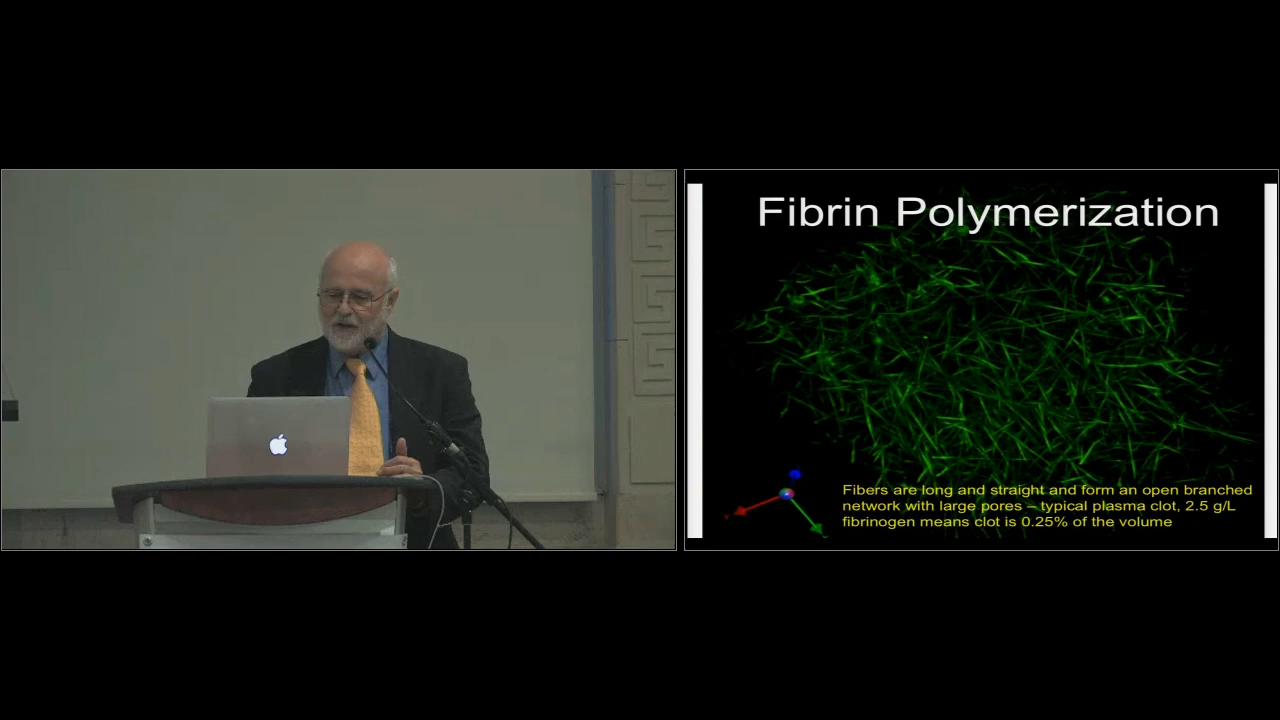 Fibrin Polymerization
Fibers are long and straight and form an open branched
network with large pores – typical plasma clot, 2.5 g/L
fibrinogen means clot is 0.25% of the volume